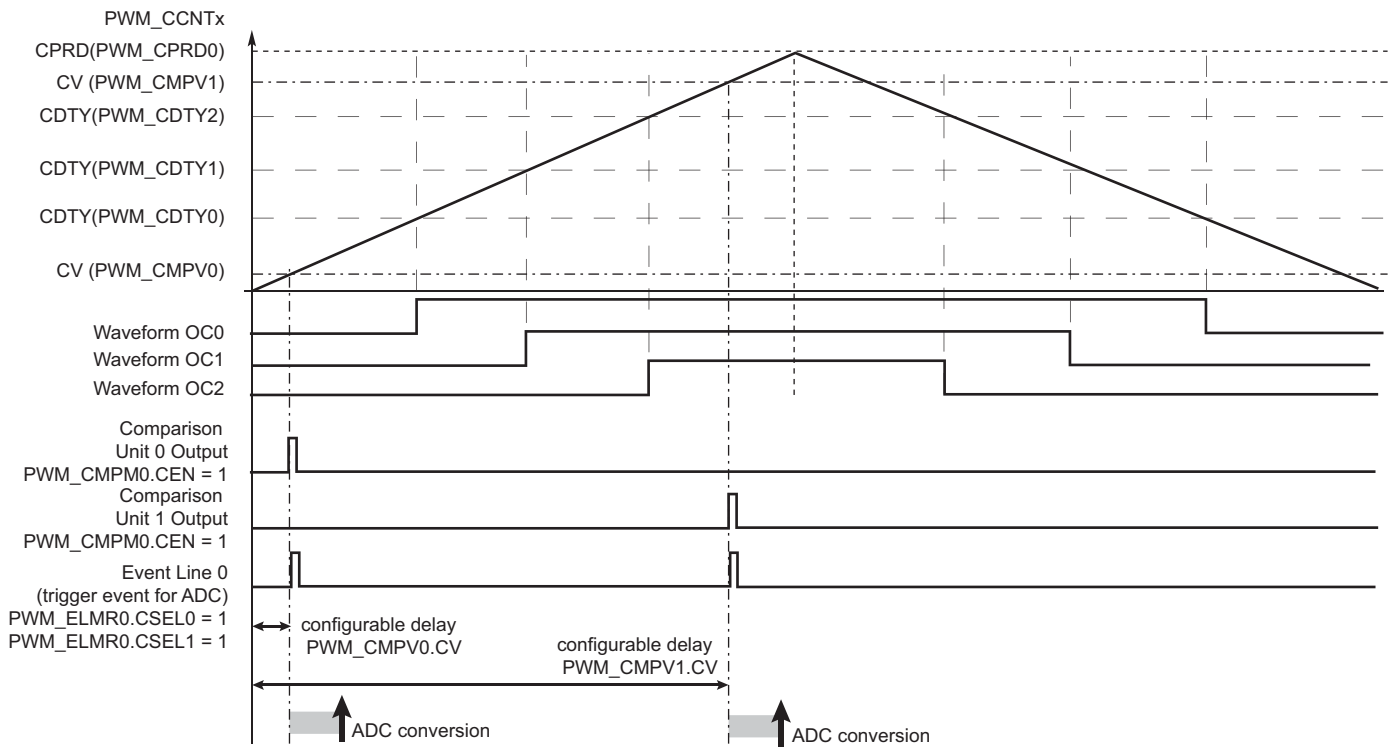 PWM_CCNTx
CPRD(PWM_CPRD0)
CV (PWM_CMPV1)
CDTY(PWM_CDTY2)
CDTY(PWM_CDTY1)
CDTY(PWM_CDTY0)
CV (PWM_CMPV0)
Waveform OC0
Waveform OC1
Waveform OC2
Comparison
Unit 0 Output
PWM_CMPM0.CEN = 1
Comparison
Unit 1 Output
PWM_CMPM0.CEN = 1
Event Line 0
(trigger event for ADC)
PWM_ELMR0.CSEL0 = 1
PWM_ELMR0.CSEL1 = 1
configurable delay
PWM_CMPV0.CV
configurable delay
PWM_CMPV1.CV
ADC conversion
ADC conversion